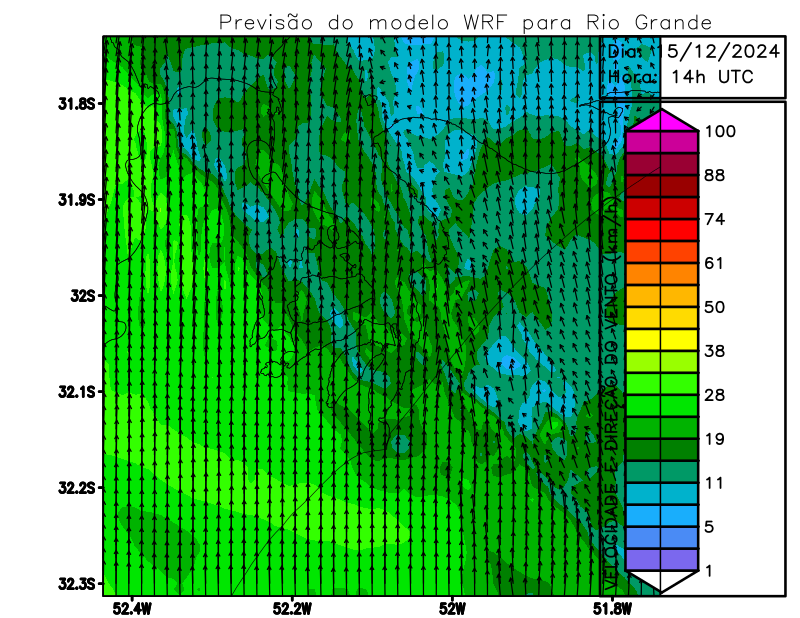 Previsão do modelo WRF para Rio Grande
Dia: 15/12/2024
Hora: 14h UTC
31.8S
31.9S
32S
32.1S
32.2S
32.3S
52.4W
52.2W
52W
51.8W
VELOCIDADE E DIREÇÃO DO VENTO (km/h)
100
88
74
61
50
38
28
19
11
5
1